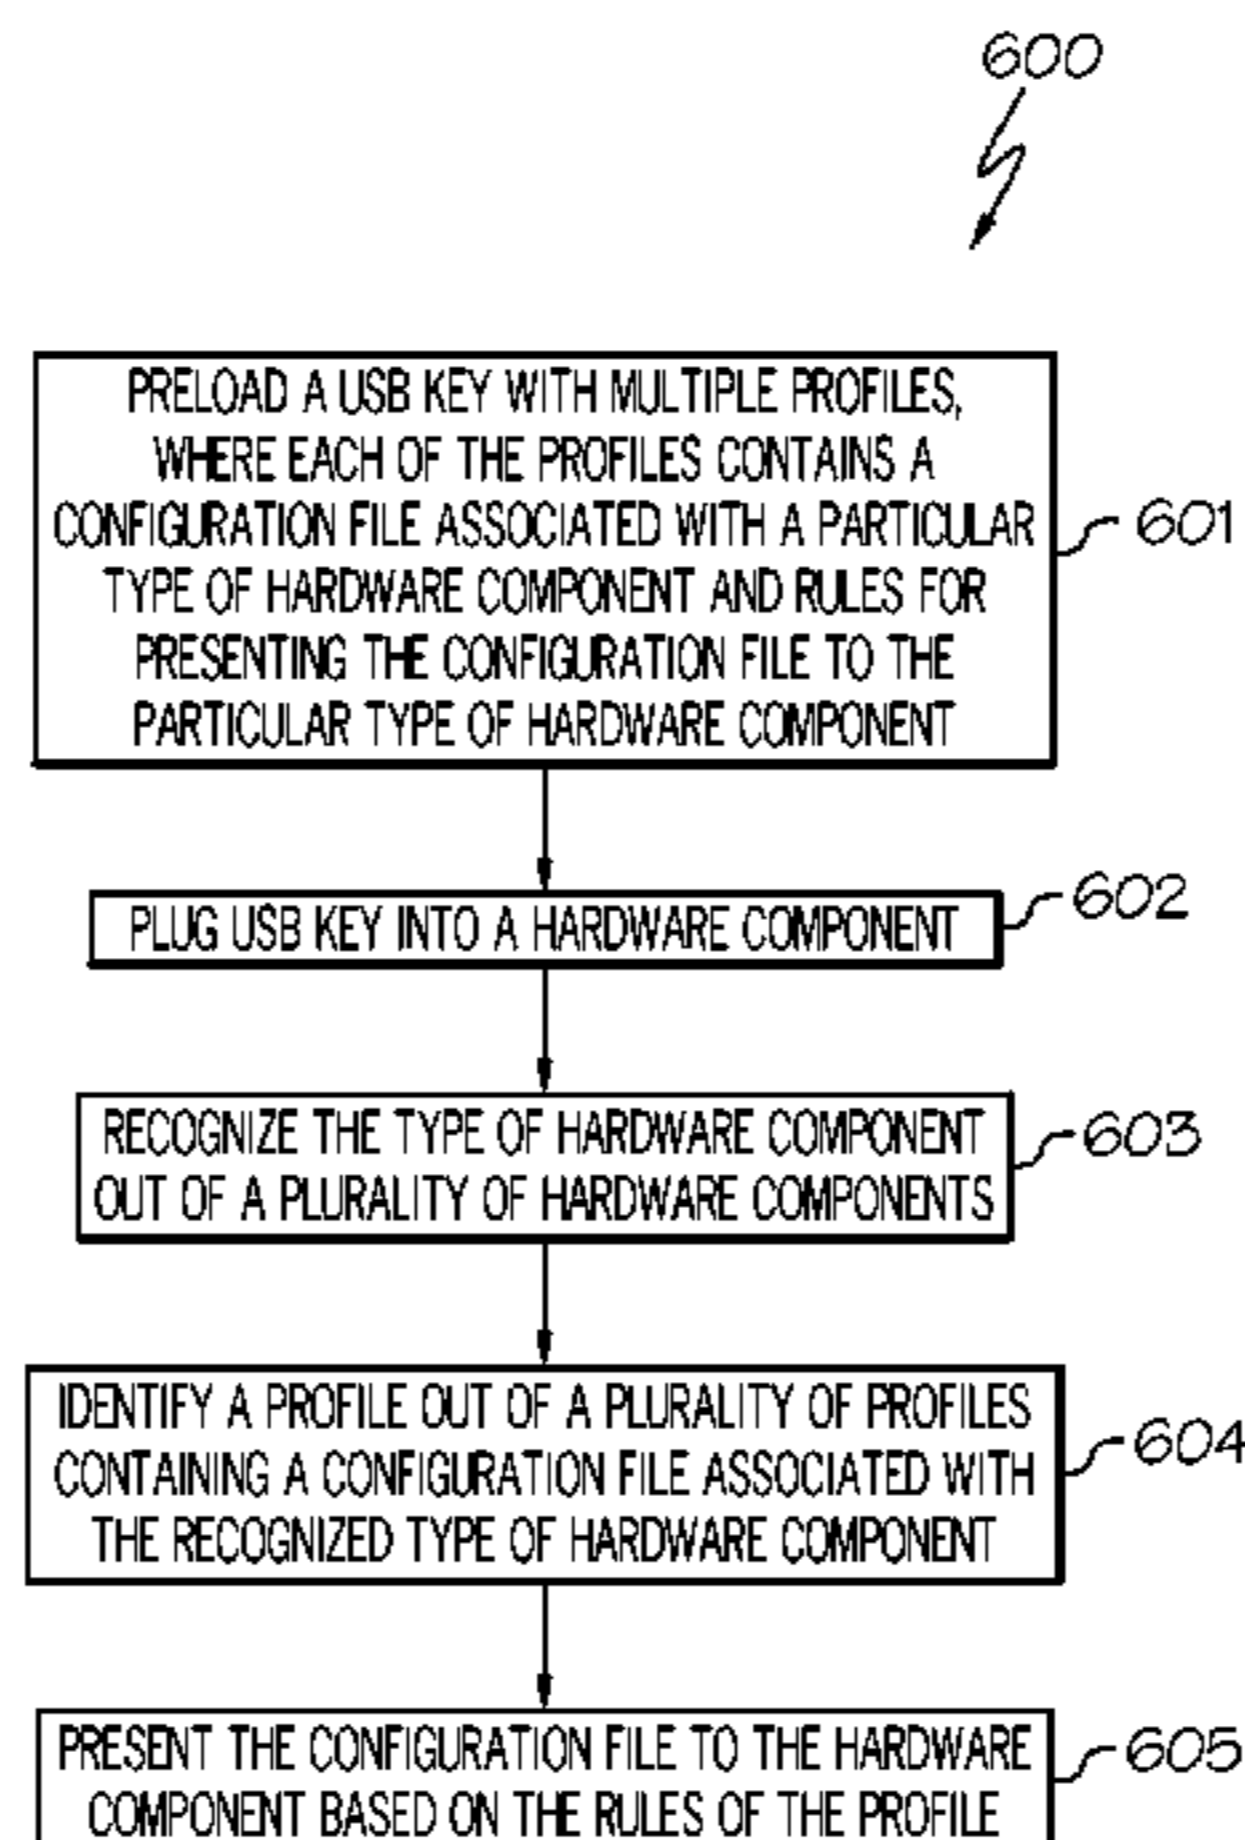 600
PRELOAD A USB KEY WITH MULTIPLE PROFILES,
WHERE EACH OF THE PROFILES CONTAINS A
CONFIGURATION FILE ASSOCIATED WITH A PARTICULAR
TYPE OF HARDWARE COMPONENT AND RULES FOR
PRESENTING THE CONFIGURATION FILE TO THE
PARTICULAR TYPE OF HARDWARE COMPONENT
601
PLUG USB KEY INTO A HARDWARE COMPONENT
602
RECOGNIZE THE TYPE OF HARDWARE COMPONENT
OUT OF A PLURALITY OF HARDWARE COMPONENTS
603
IDENTIFY A PROFILE OUT OF A PLURALITY OF PROFILES
CONTAINING A CONFIGURATION FILE ASSOCIATED WITH
THE RECOGNIZED TYPE OF HARDWARE COMPONENT
604
PRESENT THE CONFIGURATION FILE TO THE HARDWARE
COMPONENT BASED ON THE RULES OF THE PROFILE
605